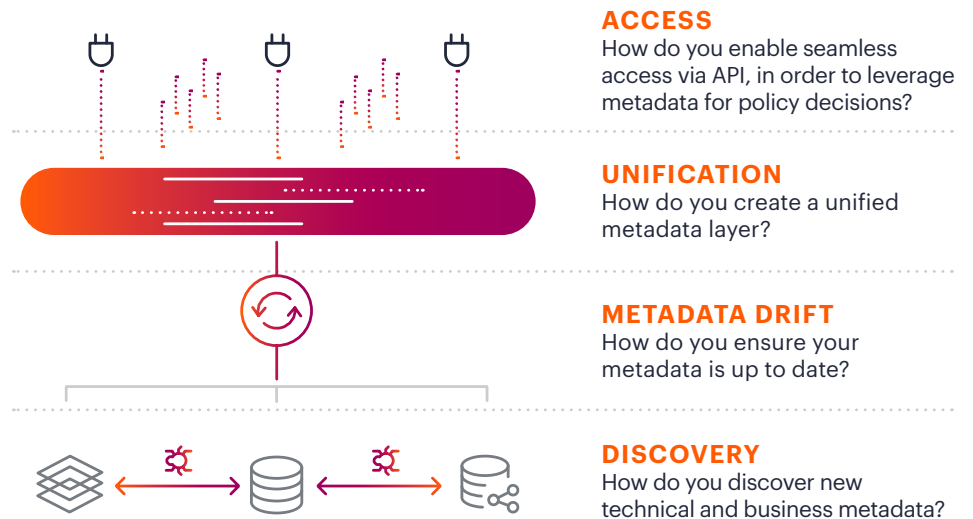 ACCESS
How do you enable seamless
access via API, in order to leverage
metadata for policy decisions?
UNIFICATION
How do you create a unified
metadata layer?
METADATA DRIFT
How do you ensure your
metadata is up to date?
DISCOVERY
How do you discover new
technical and business metadata?